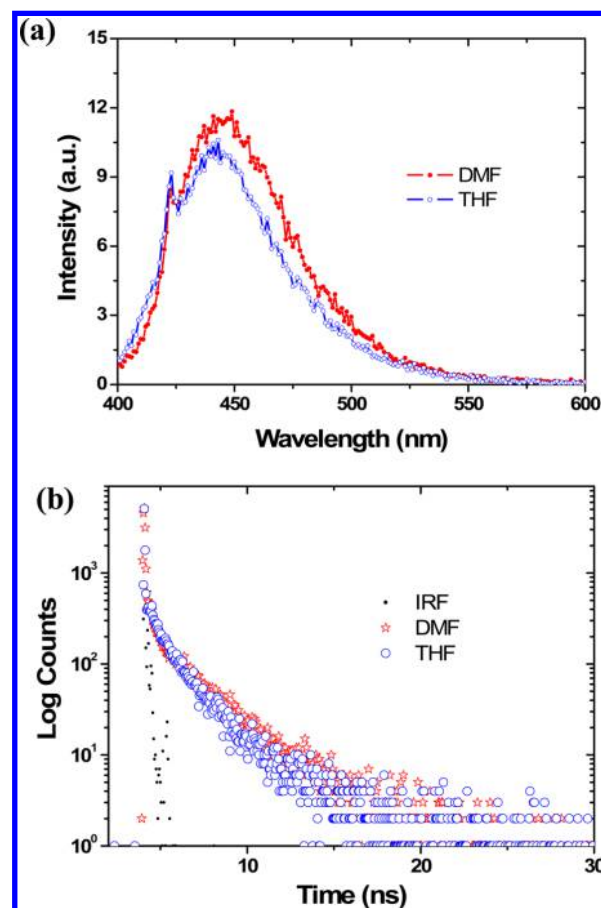 (a)
15
12
9
6
3
0
Intensity (a.u.)
DMF
THF
400 450 500 550 600
Wavelength (nm)
(b)
10³
10²
10¹
10⁰
Log Counts
IRF
DMF
THF
10 20 30
Time (ns)